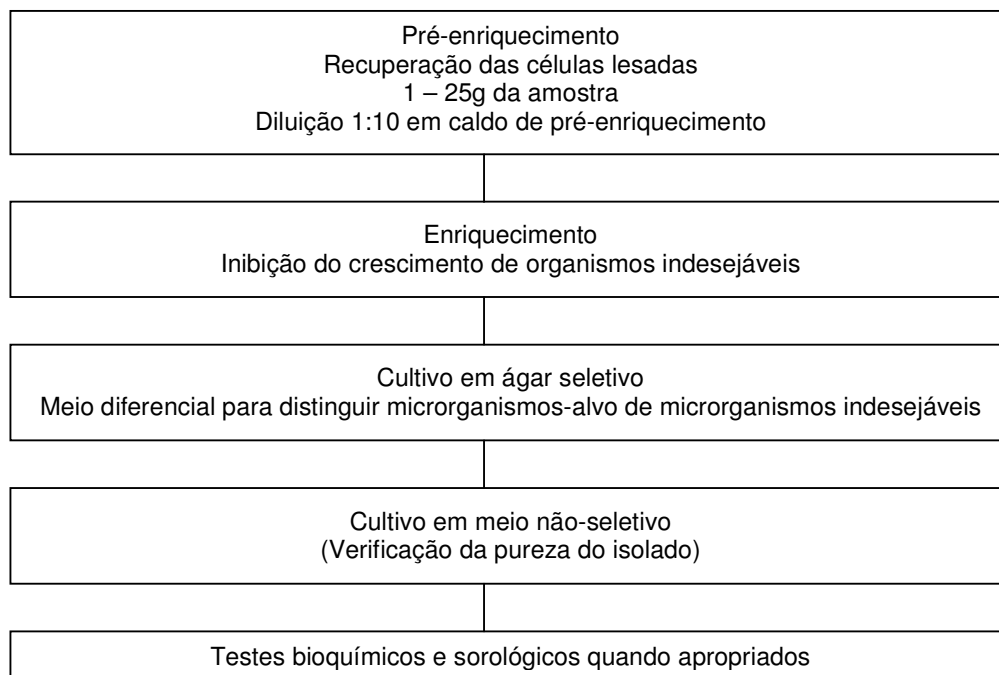 Pré-enriquecimento
Recuperação das células lesadas
1 – 25g da amostra
Diluição 1:10 em caldo de pré-enriquecimento
Enriquecimento
Inibição do crescimento de organismos indesejáveis
Cultivo em ágar seletivo
Meio diferencial para distinguir microrganismos-alvo de microrganismos indesejáveis
Cultivo em meio não-seletivo
(Verificação da pureza do isolado)
Testes bioquímicos e sorológicos quando apropriados